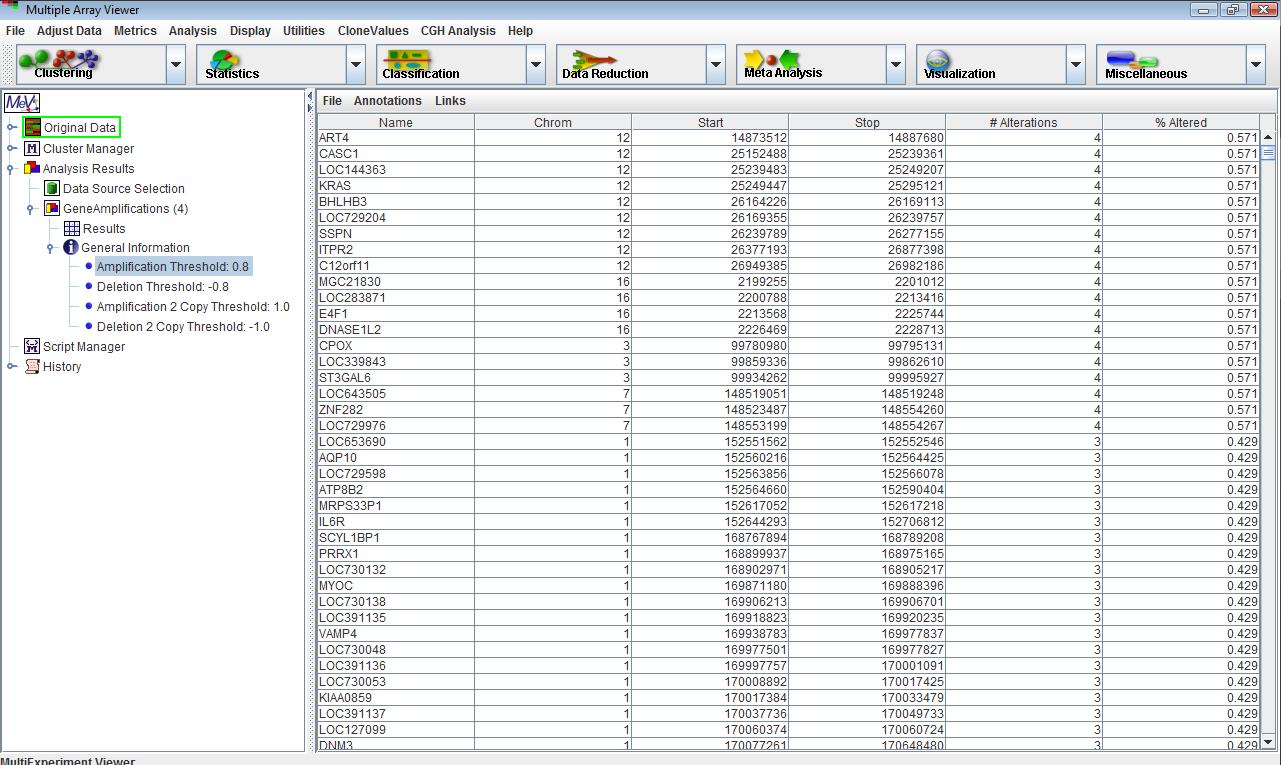 Multiple Array Viewer
File Adjust Data Metrics Analysis Display Utilities CloneValues CGH Analysis Help
Clustering Statistics Classification Data Reduction Meta Analysis Visualization Miscellaneous
MeV
Original Data
Cluster Manager
Analysis Results
Data Source Selection
GeneAmplifications (4)
Results
General Information
Amplification Threshold: 0.8
Deletion Threshold: -0.8
Amplification 2 Copy Threshold: 1.0
Deletion 2 Copy Threshold: -1.0
Script Manager
History
File Annotations Links
Name Chrom Start Stop # Alterations % Altered
ART4 12 14873512 14887680 4 0.571
CASC1 12 25152488 25239361 4 0.571
LOC144363 12 25239483 25249207 4 0.571
KRAS 12 25249447 25295121 4 0.571
BHLHB3 12 26164226 26169113 4 0.571
LOC729204 12 26169355 26239757 4 0.571
SSPN 12 26239789 26277155 4 0.571
ITPR2 12 26377193 26877398 4 0.571
C12orf11 12 26949385 26982186 4 0.571
MGC21830 16 2199255 2201012 4 0.571
LOC283871 16 2200788 2213416 4 0.571
E4F1 16 2213568 2225744 4 0.571
DNASE1L2 16 2226469 2228713 4 0.571
CPOX 3 99780980 99795131 4 0.571
LOC339843 3 99859336 99862610 4 0.571
ST3GAL6 3 99934262 99995927 4 0.571
LOC643505 7 148519051 148519248 4 0.571
ZNF282 7 148523487 148554260 4 0.571
LOC729976 7 148553199 148554267 4 0.571
LOC653690 1 152551562 152552546 3 0.429
AQP10 1 152560216 152564425 3 0.429
LOC729598 1 152563856 152566078 3 0.429
ATP8B2 1 152564660 152590404 3 0.429
MRPS33P1 1 152617052 152617218 3 0.429
IL6R 1 152644293 152706812 3 0.429
SCYL1BP1 1 168767894 168789208 3 0.429
PRRX1 1 168899937 168975165 3 0.429
LOC730132 1 168902971 168905217 3 0.429
MYOC 1 169871180 169888396 3 0.429
LOC730138 1 169906213 169906701 3 0.429
LOC391135 1 169918823 169920235 3 0.429
VAMP4 1 169938783 169977837 3 0.429
LOC730048 1 169977501 169977827 3 0.429
LOC391136 1 169997757 170001091 3 0.429
LOC730053 1 170008892 170017425 3 0.429
KIAA0859 1 170017384 170033479 3 0.429
LOC391137 1 170037736 170049733 3 0.429
LOC127099 1 170060374 170060724 3 0.429
DNM3 1 170077261 170648480 3 0.429
MultiExperiment Viewer